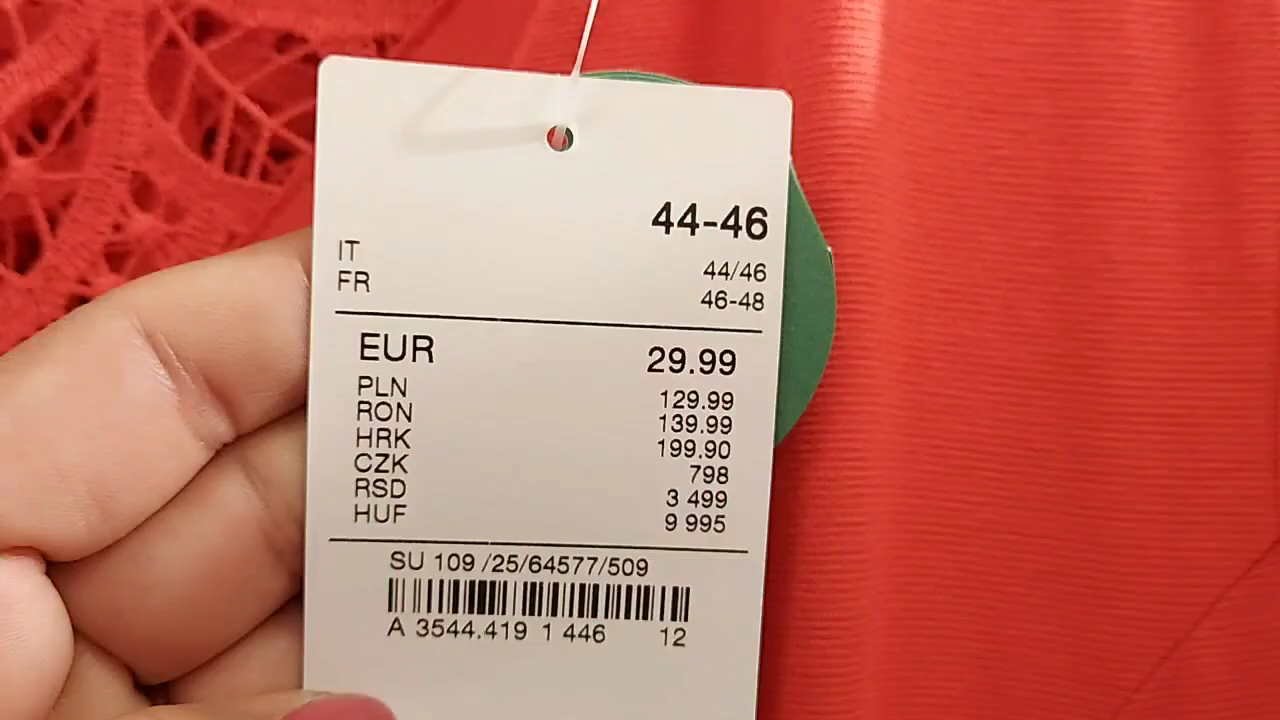 44-46
IT 44/46
FR 46-48
EUR 29.99
PLN 129.99
RON 139.99
HRK 199.90
CZK 798
RSD 3 499
HUF 9 995
SU 109 /25/64577/509
A 3544.419 1 446 12